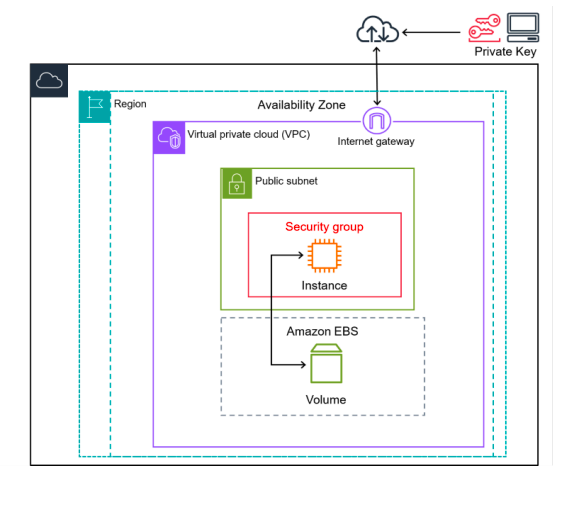 Private Key
Region
Availability Zone
Virtual private cloud (VPC)
Internet gateway
Public subnet
Security group
Instance
Amazon EBS
Volume